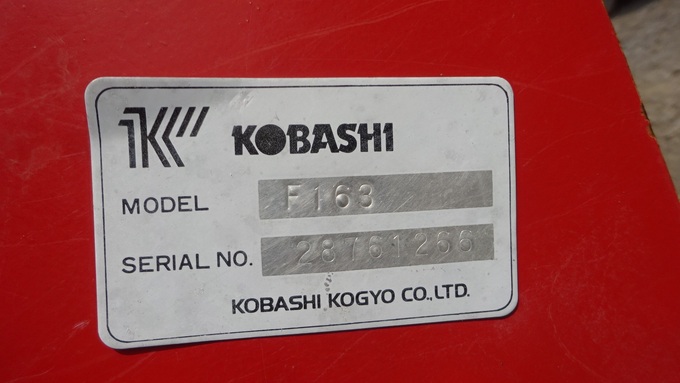 KOBASHI
MODEL F163
SERIAL NO. 28761266
KOBASHI KOGYO CO.,LTD.